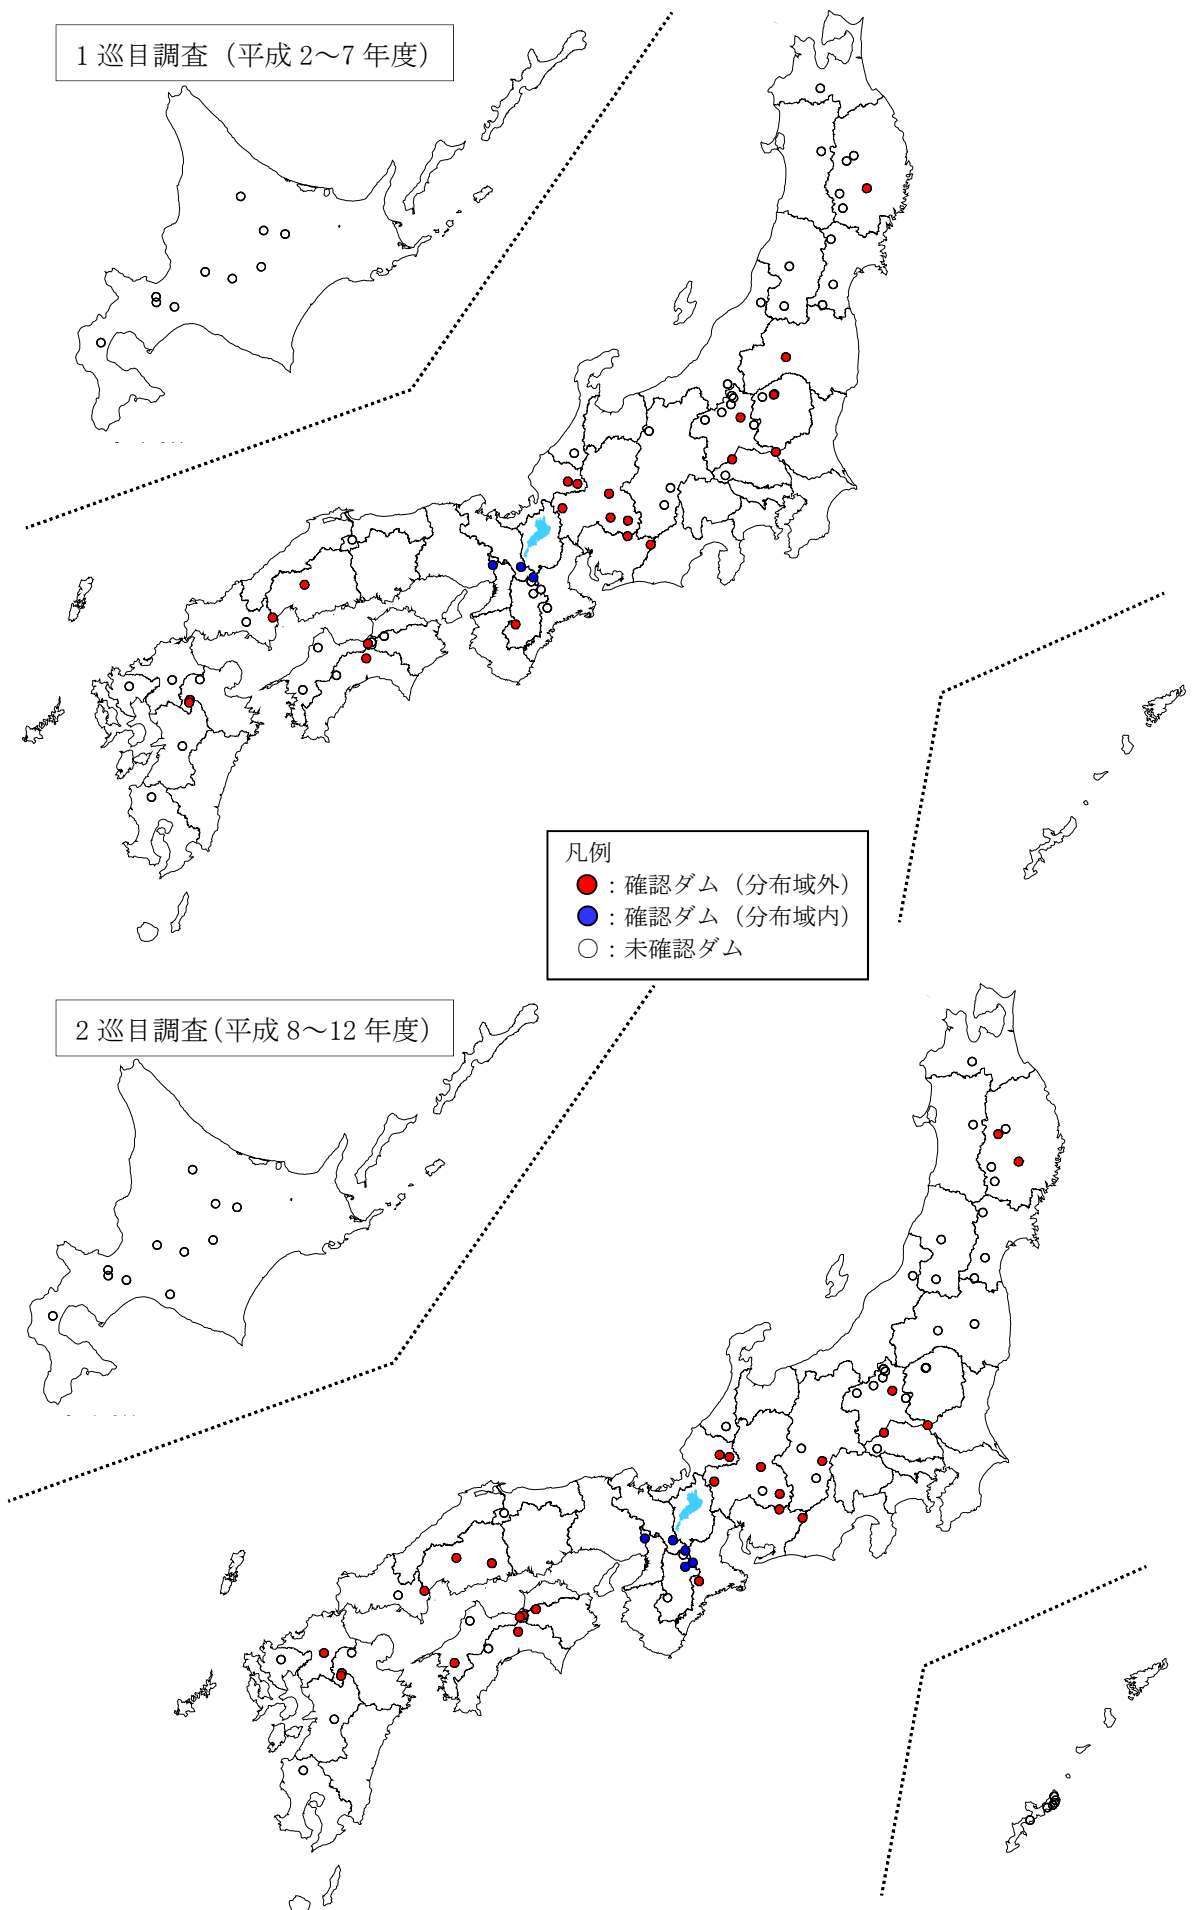 1 巡目調査（平成 2～7 年度）
凡例
●：確認ダム（分布域外）
●：確認ダム（分布域内）
○：未確認ダム
2 巡目調査(平成 8～12 年度）